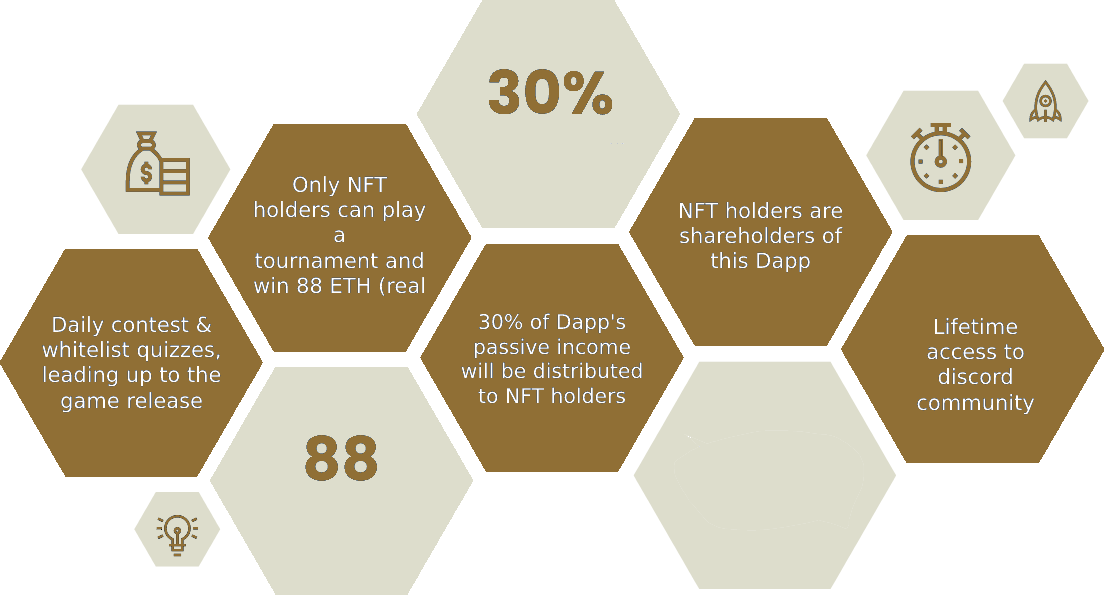 30%
Only NFT
holders can play
a
tournament and
win 88 ETH (real
NFT holders are
shareholders of
this Dapp
Daily contest &
whitelist quizzes,
leading up to the
game release
30% of Dapp's
passive income
will be distributed
to NFT holders
Lifetime
access to
discord
community
88
$